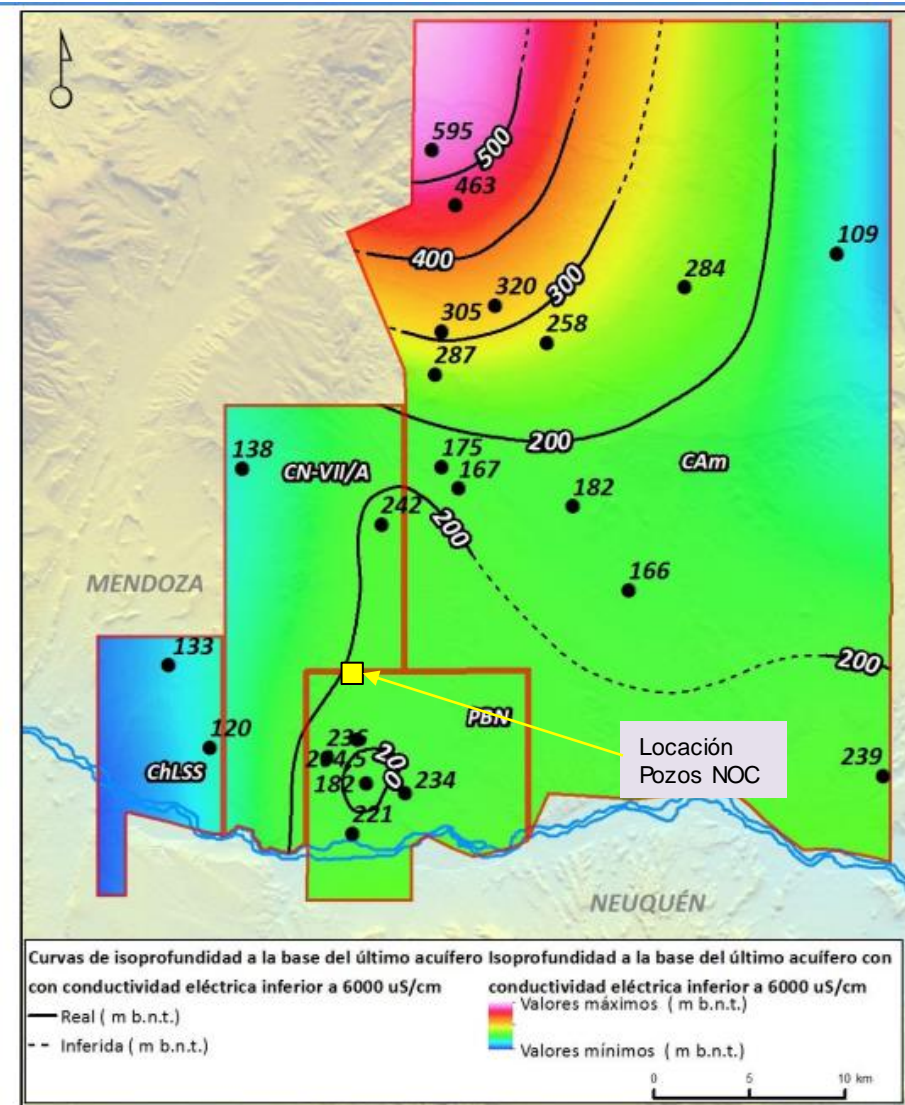 595
500
463
109
400
284
320
300
305
258
287
200
175
138
CN-VII/A
CAm
167
182
242
200
MENDOZA
166
133
200
PBN
Locación
Pozos NOC
120
ChLSS
200
239
182
234
221
NEUQUÉN
Curvas de isoprofundidad a la base del último acuífero
con conductividad eléctrica inferior a 6000 uS/cm
Real ( m b.n.t.)
Inferida ( m b.n.t.)
Isoprofundidad a la base del último acuífero con
conductividad eléctrica inferior a 6000 uS/cm
Valores máximos ( m b.n.t.)
Valores mínimos ( m b.n.t.)
0 5 10 km